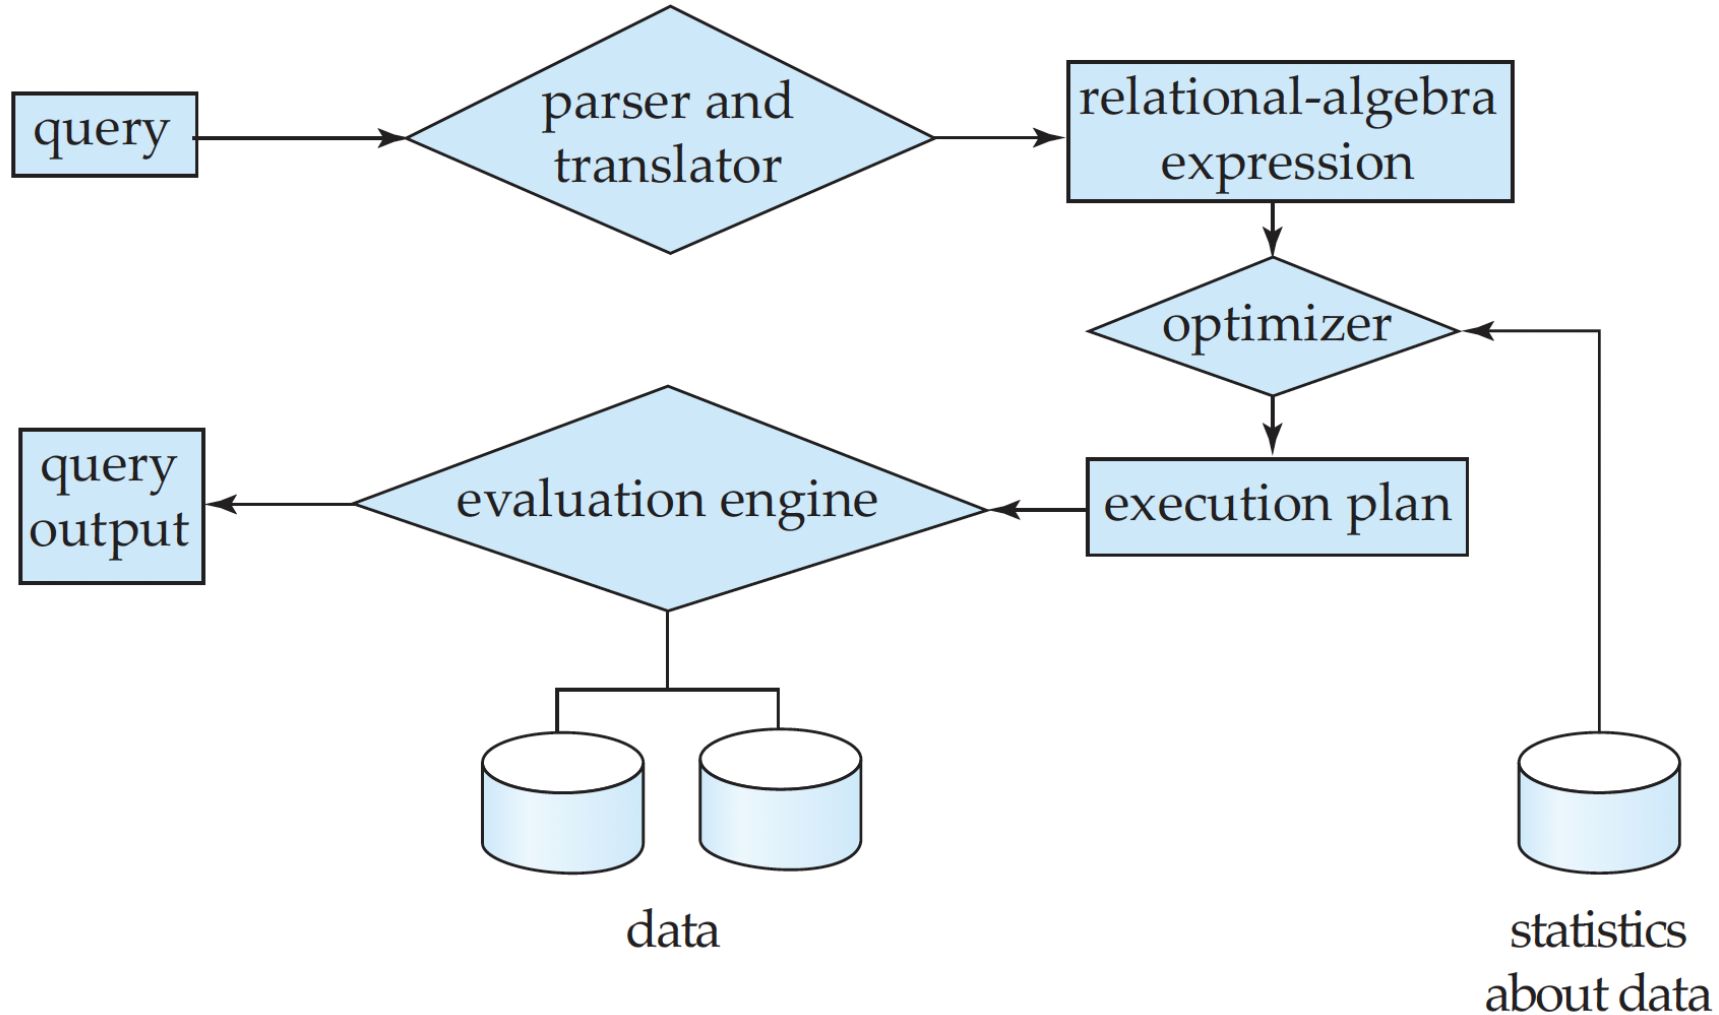 query
parser and
translator
relational-algebra
expression
optimizer
query
output
evaluation engine
execution plan
data
statistics
about data